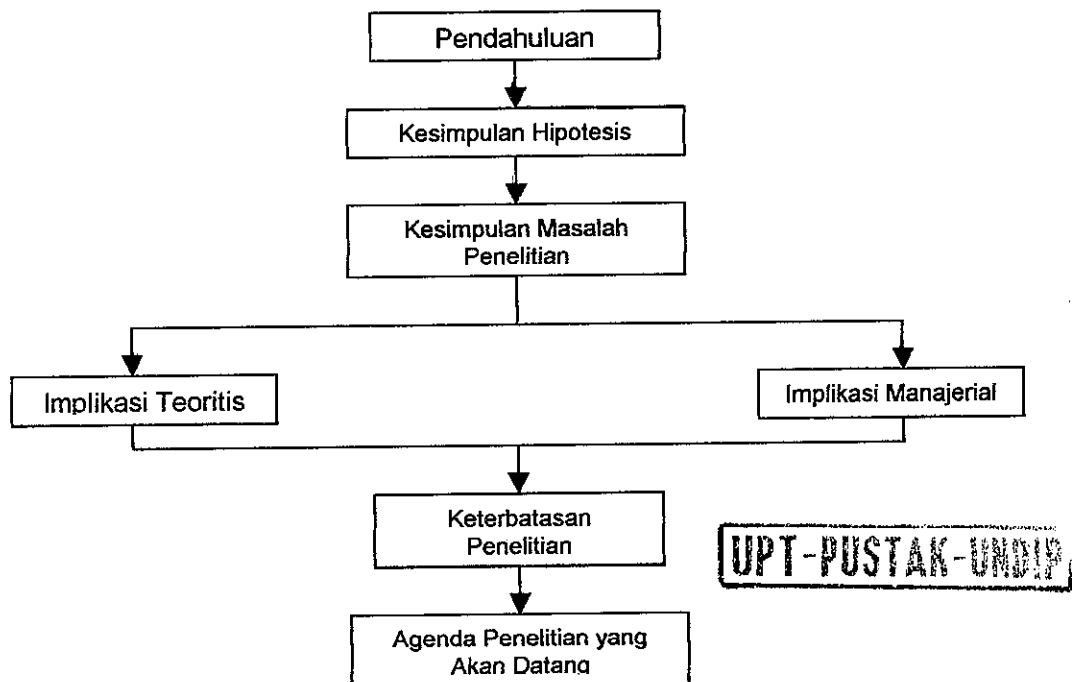 Pendahuluan
Kesimpulan Hipotesis
Kesimpulan Masalah
Penelitian
Implikasi Teoritis
Implikasi Manajerial
Keterbatasan
Penelitian
UPT-PUSTAK-UNDIP
Agenda Penelitian yang
Akan Datang